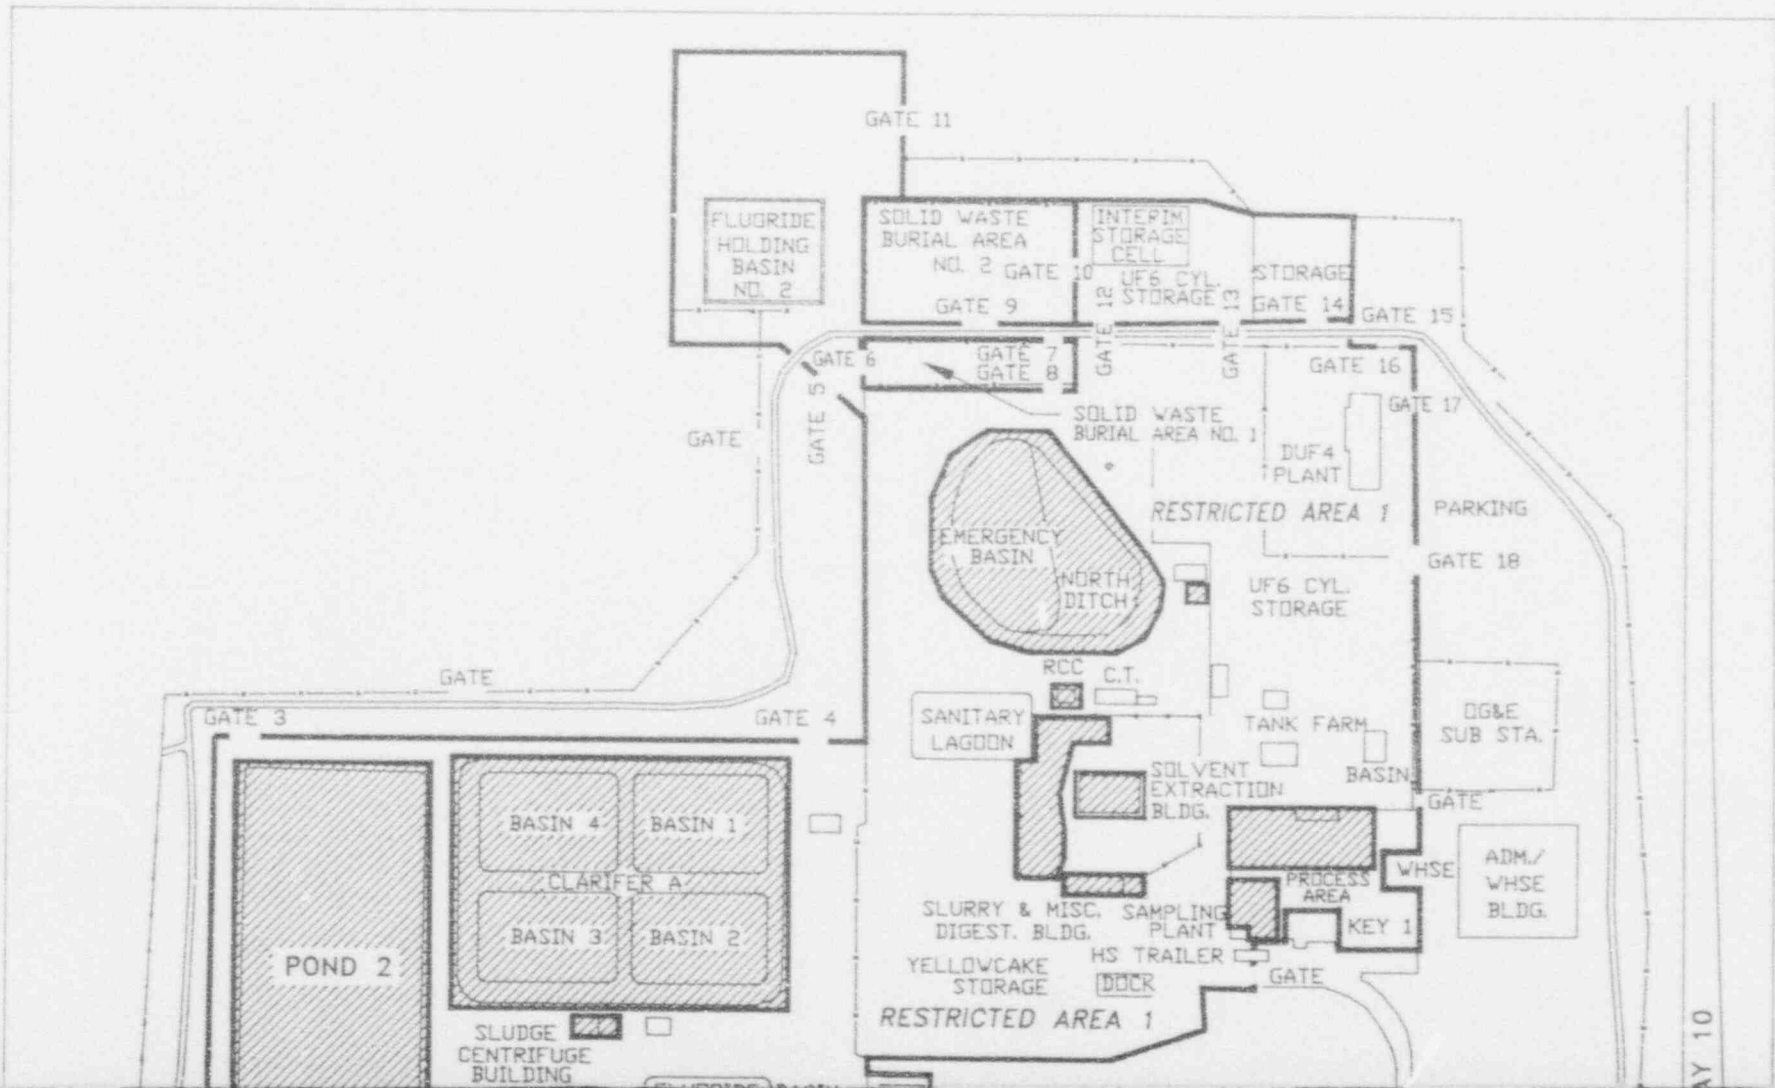 GATE 11
FLUORIDE
HOLDING
BASIN
NO. 2
SOLID WASTE
BURIAL AREA
NO. 2
GATE 10
INTERIM
STORAGE
CELL
UF6 CYL.
STORAGE
STORAGE
GATE 9
GATE 12
GATE 13
GATE 14
GATE 15
GATE 6
GATE 7
GATE 8
GATE 16
GATE 5
GATE
SOLID WASTE
BURIAL AREA NO. 1
GATE 17
DUF4
PLANT
RESTRICTED AREA 1
PARKING
EMERGENCY
BASIN
NORTH
DITCH
GATE 18
UF6 CYL.
STORAGE
GATE
RCC
C.T.
GATE 3
GATE 4
SANITARY
LAGOON
TANK FARM
OG&E
SUB STA.
BASIN
SOLVENT
EXTRACTION
BLDG.
GATE
BASIN 4
BASIN 1
CLARIFER A
BASIN 3
BASIN 2
POND 2
WHSE
ADM./
WHSE
BLDG.
PROCESS
AREA
KEY 1
SLURRY & MISC.
DIGEST. BLDG.
SAMPLING
PLANT
HS TRAILER
YELLOWCAKE
STORAGE
DOCK
GATE
RESTRICTED AREA 1
SLUDGE
CENTRIFUGE
BUILDING
FLUORIDE BASIN
Y 10